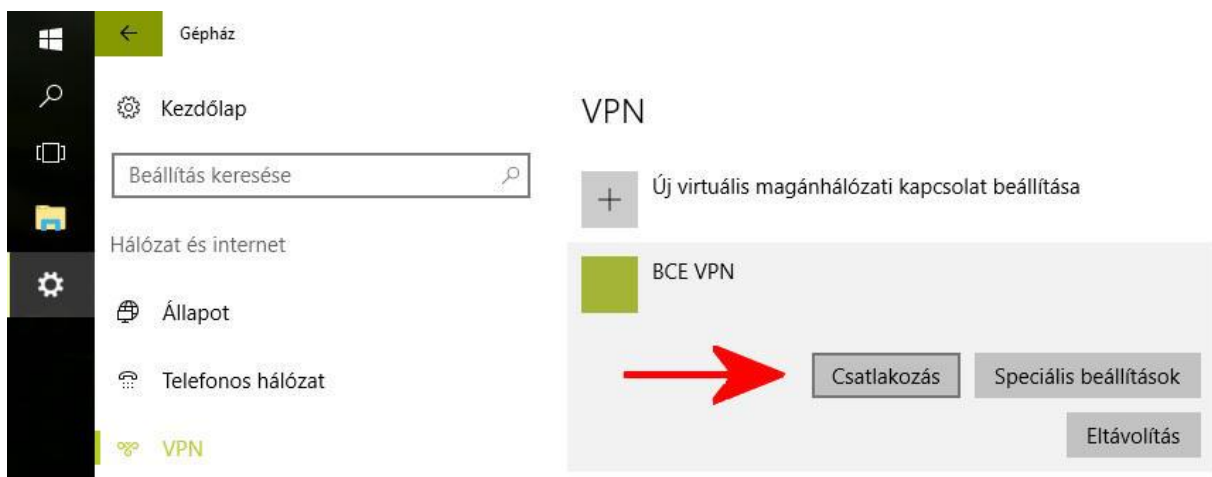 Gépház
Kezdőlap
Beállítás keresése
Hálózat és internet
Állapot
Telefonos hálózat
VPN
VPN
Új virtuális magánhálózati kapcsolat beállítása
BCE VPN
Csatlakozás
Speciális beállítások
Eltávolítás